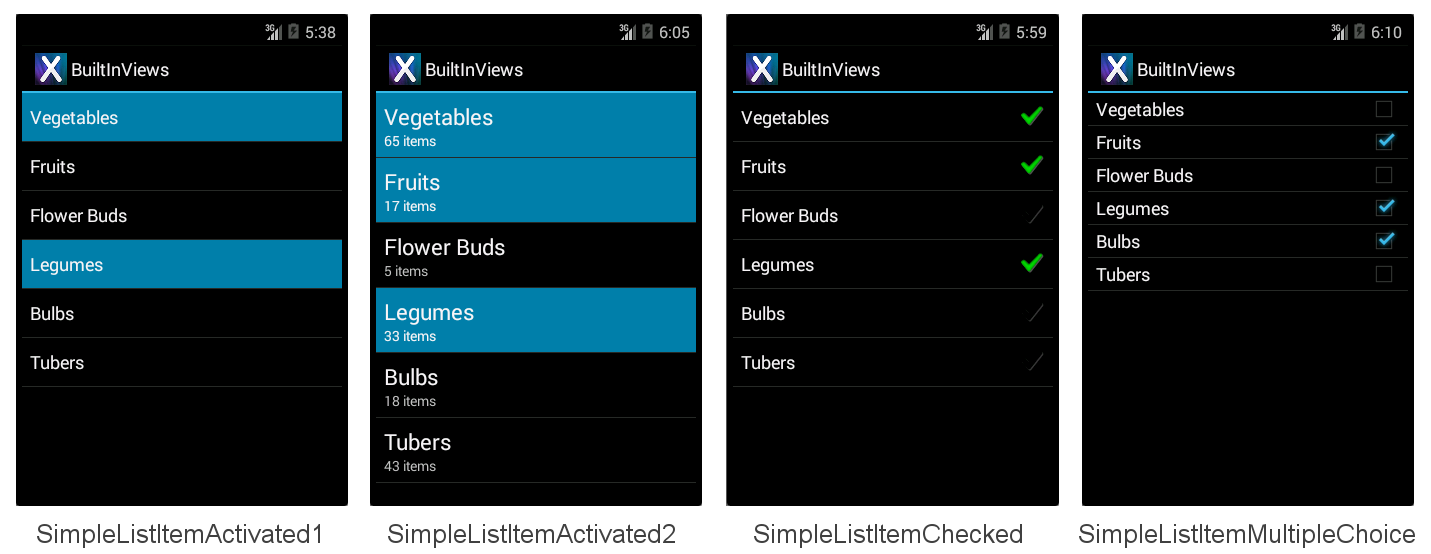 3G 5:38
BuiltInViews
Vegetables
Fruits
Flower Buds
Legumes
Bulbs
Tubers
SimpleListItemActivated1
3G 6:05
BuiltInViews
Vegetables
65 items
Fruits
17 items
Flower Buds
5 items
Legumes
33 items
Bulbs
18 items
Tubers
43 items
SimpleListItemActivated2
3G 5:59
BuiltInViews
Vegetables
Fruits
Flower Buds
Legumes
Bulbs
Tubers
SimpleListItemChecked
3G 6:10
BuiltInViews
Vegetables
Fruits
Flower Buds
Legumes
Bulbs
Tubers
SimpleListItemMultipleChoice